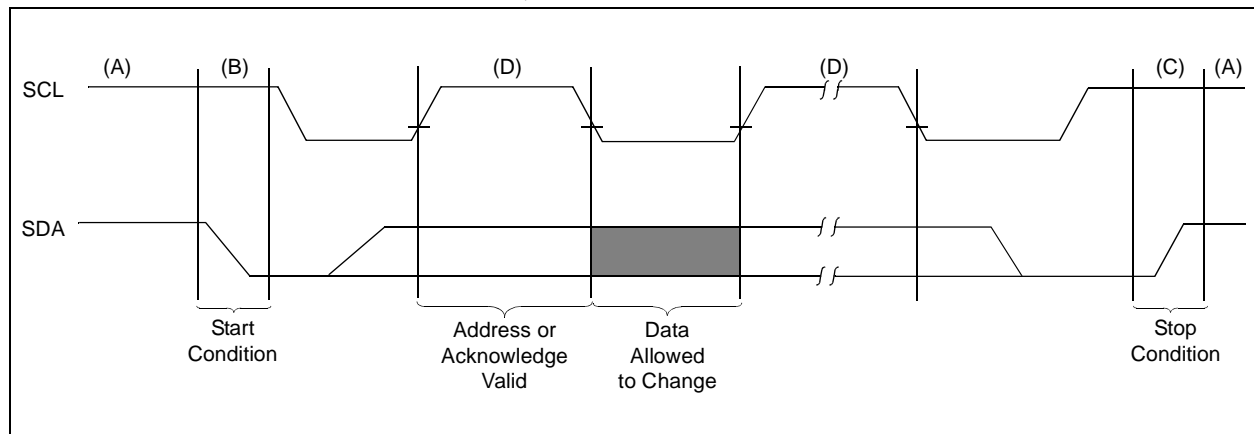 (A) (B) (D) (D) (C) (A)
SCL
SDA
Start
Condition
Address or
Acknowledge
Valid
Data
Allowed
to Change
Stop
Condition